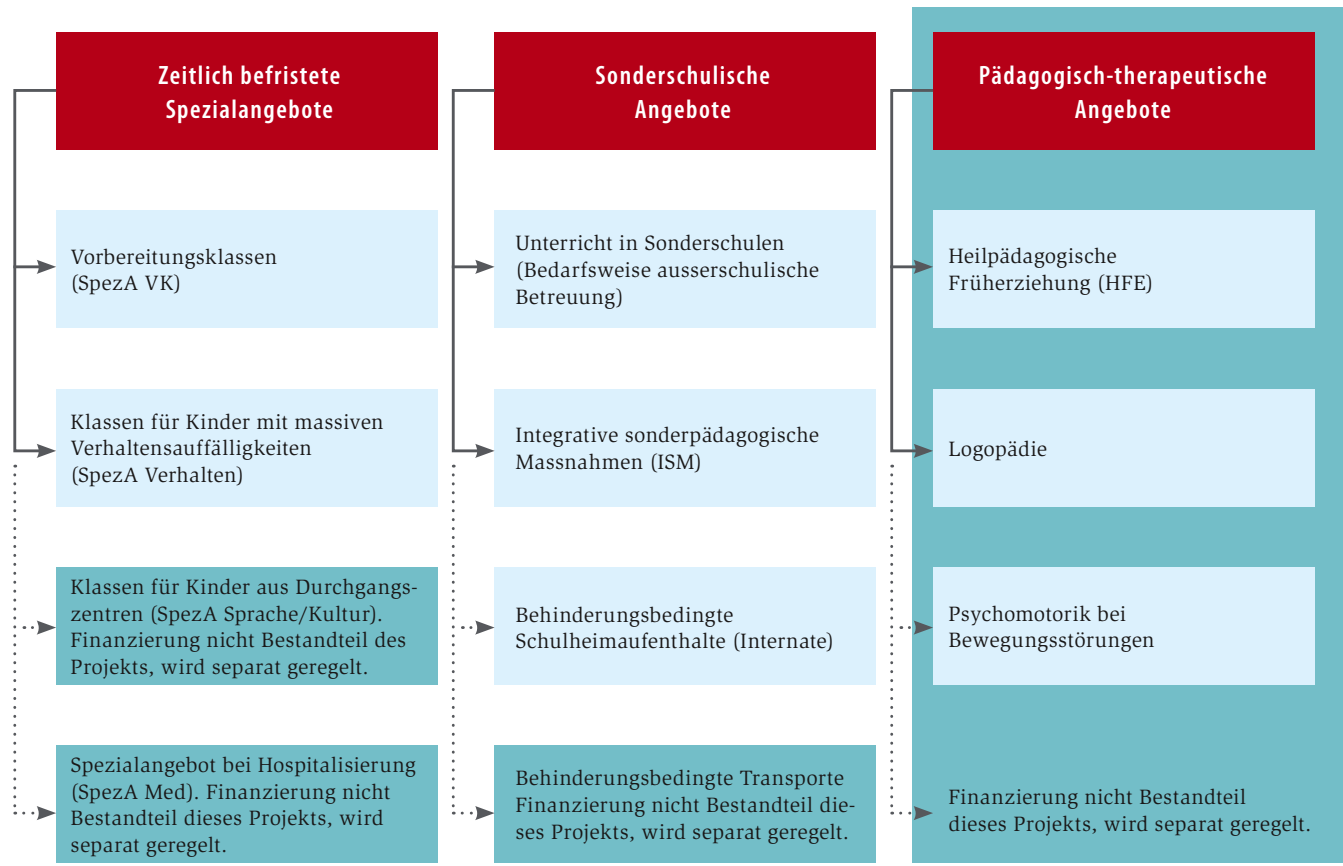 Zeitlich befristete
Spezialangebote
Vorbereitungsklassen
(SpezA VK)
Klassen für Kinder mit massiven
Verhaltensauffälligkeiten
(SpezA Verhalten)
Klassen für Kinder aus Durchgangs-
zentren (SpezA Sprache/Kultur).
Finanzierung nicht Bestandteil des
Projekts, wird separat geregelt.
Spezialangebot bei Hospitalisierung
(SpezA Med). Finanzierung nicht
Bestandteil dieses Projekts, wird
separat geregelt.
Sonderschulische
Angebote
Unterricht in Sonderschulen
(Bedarfsweise ausserschulische
Betreuung)
Integrative sonderpädagogische
Massnahmen (ISM)
Behinderungsbedingte
Schulheimaufenthalte (Internate)
Behinderungsbedingte Transporte
Finanzierung nicht Bestandteil die-
ses Projekts, wird separat geregelt.
Pädagogisch-therapeutische
Angebote
Heilpädagogische
Früherziehung (HFE)
Logopädie
Psychomotorik bei
Bewegungsstörungen
Finanzierung nicht Bestandteil
dieses Projekts, wird separat geregelt.